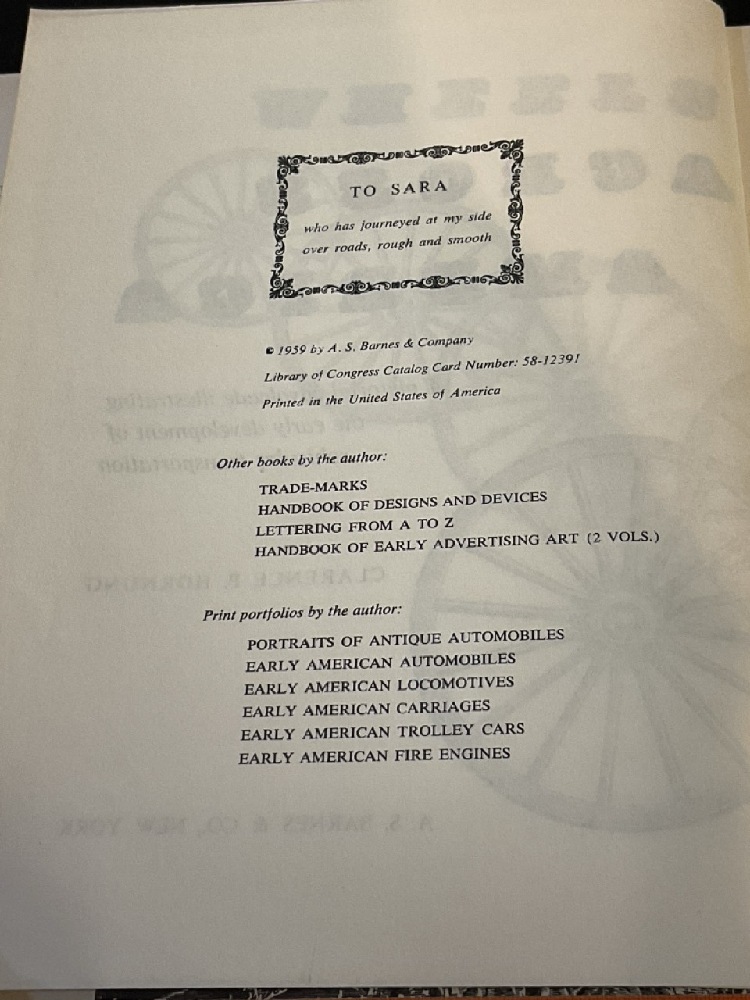 TO SARA
who has journeyed at my side
over roads, rough and smooth
© 1959 by A. S. Barnes & Company
Library of Congress Catalog Card Number: 58-12391
Printed in the United States of America
Other books by the author:
TRADE-MARKS
HANDBOOK OF DESIGNS AND DEVICES
LETTERING FROM A TO Z
HANDBOOK OF EARLY ADVERTISING ART (2 VOLS.)
Print portfolios by the author:
PORTRAITS OF ANTIQUE AUTOMOBILES
EARLY AMERICAN AUTOMOBILES
EARLY AMERICAN LOCOMOTIVES
EARLY AMERICAN CARRIAGES
EARLY AMERICAN TROLLEY CARS
EARLY AMERICAN FIRE ENGINES